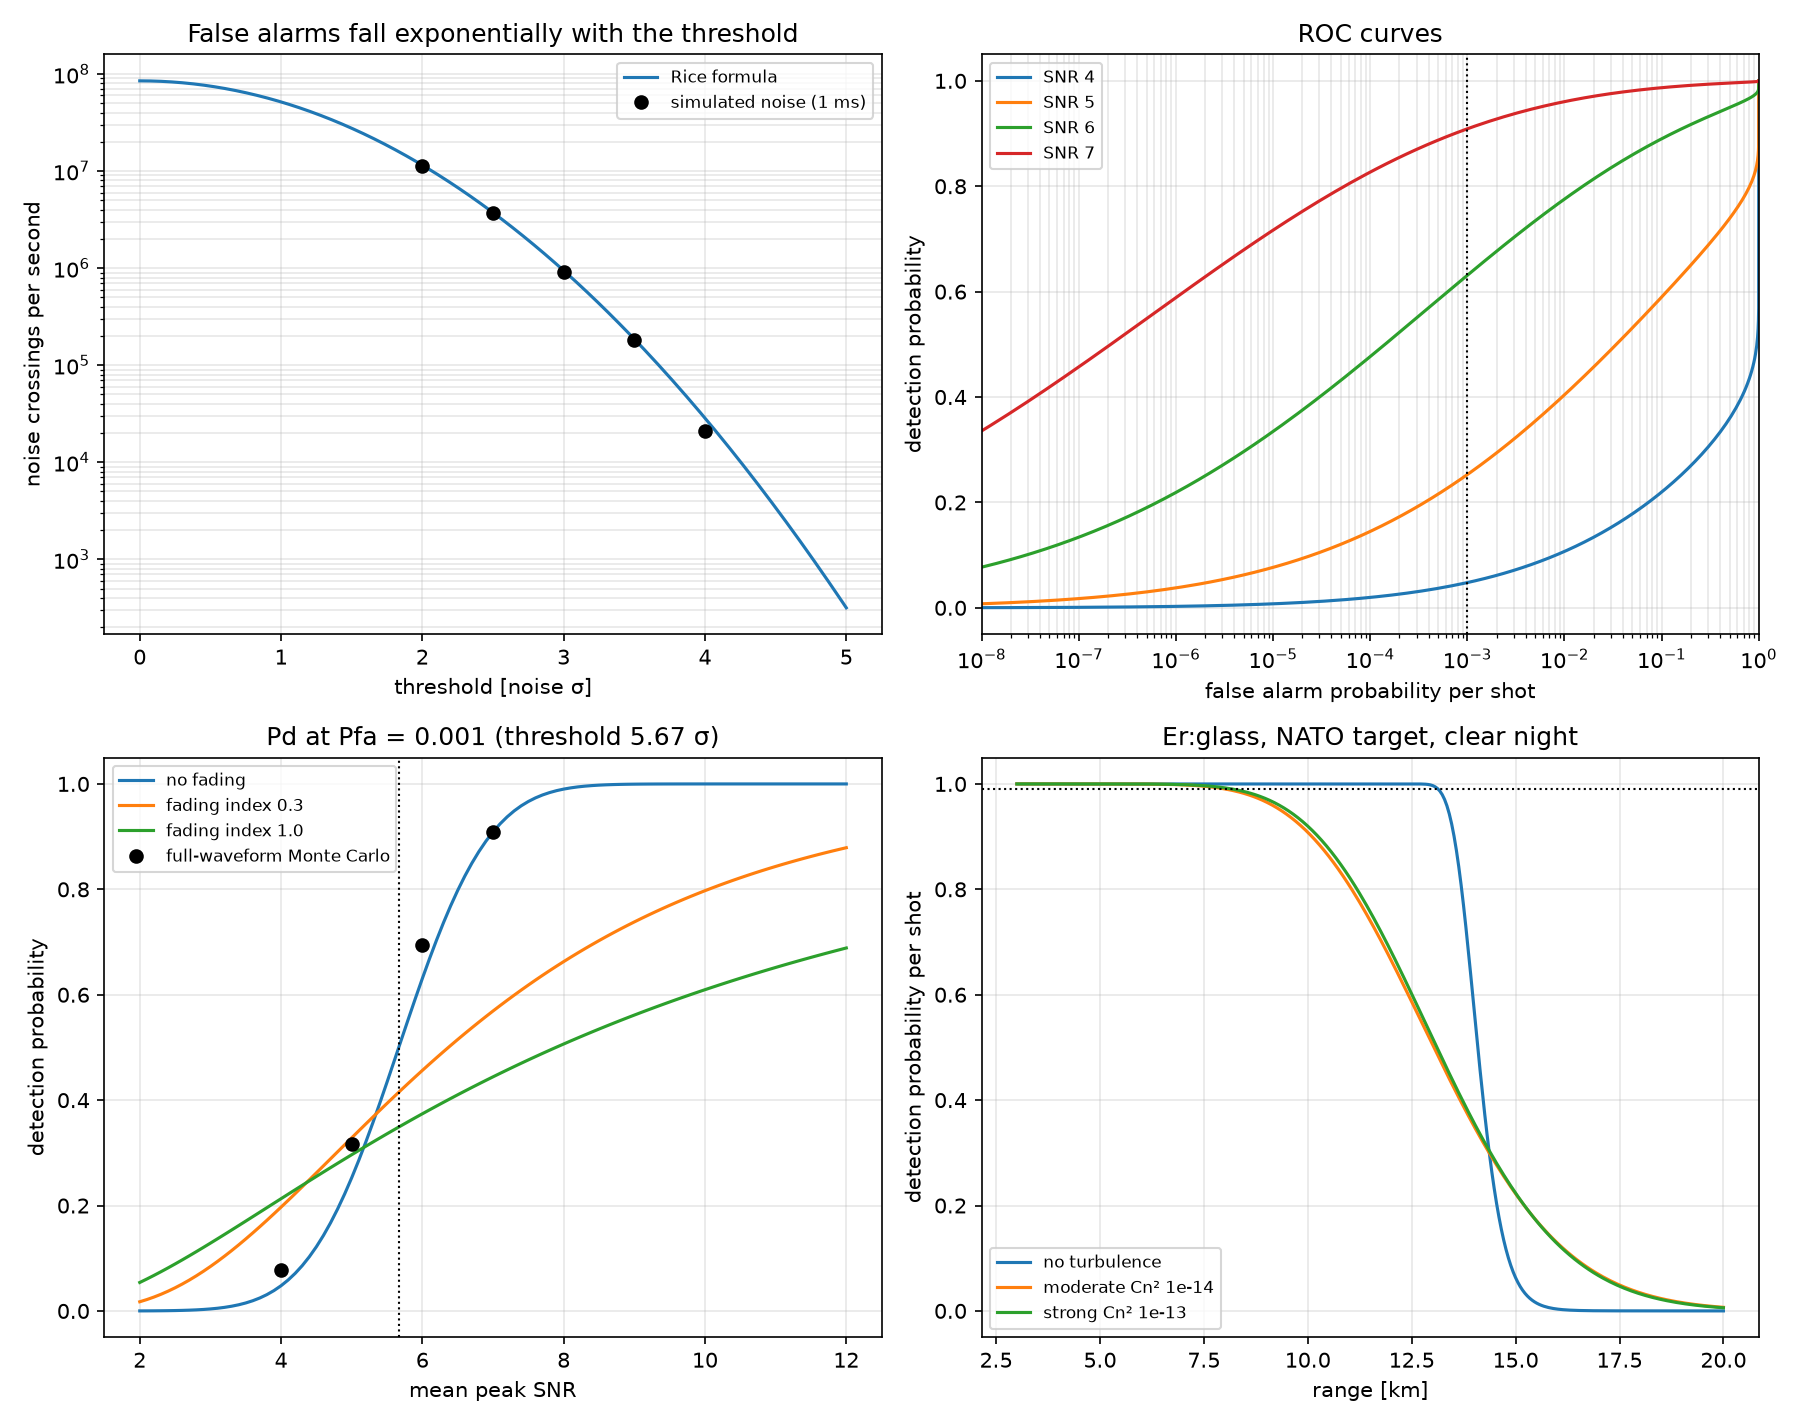 False alarms fall exponentially with the threshold
noise crossings per second
10⁸
10⁷
10⁶
10⁵
10⁴
10³
Rice formula
simulated noise (1 ms)
0 1 2 3 4 5
threshold [noise σ]
ROC curves
detection probability
1.0
0.8
0.6
0.4
0.2
0.0
SNR 4
SNR 5
SNR 6
SNR 7
10⁻⁸ 10⁻⁷ 10⁻⁶ 10⁻⁵ 10⁻⁴ 10⁻³ 10⁻² 10⁻¹ 10⁰
false alarm probability per shot
Pd at Pfa = 0.001 (threshold 5.67 σ)
detection probability
1.0
0.8
0.6
0.4
0.2
0.0
no fading
fading index 0.3
fading index 1.0
full-waveform Monte Carlo
2 4 6 8 10 12
mean peak SNR
Er:glass, NATO target, clear night
detection probability per shot
1.0
0.8
0.6
0.4
0.2
0.0
no turbulence
moderate Cn² 1e-14
strong Cn² 1e-13
2.5 5.0 7.5 10.0 12.5 15.0 17.5 20.0
range [km]